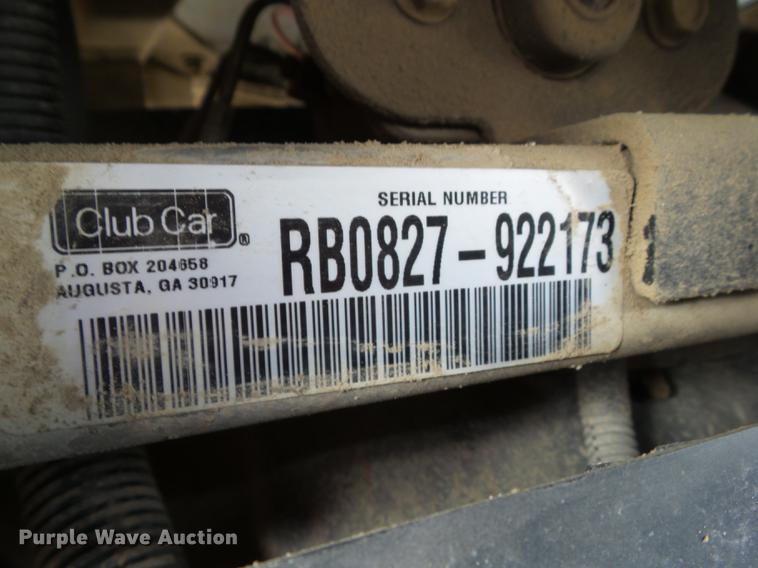 Club Car®
P.O. BOX 204658
AUGUSTA, GA 30917
SERIAL NUMBER
RB0827-922173
Purple Wave Auction